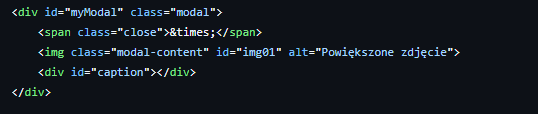 <div id="myModal" class="modal">
<span class="close">&times;</span>
<img class="modal-content" id="img01" alt="Powiększone zdjęcie">
<div id="caption"></div>
</div>